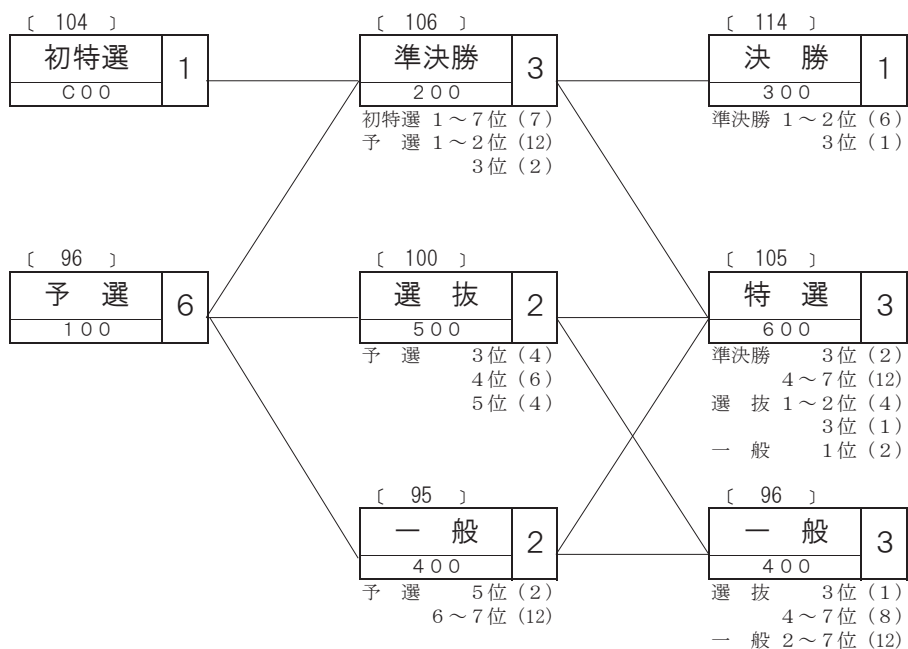 〔 104 〕
初特選 1
C00
〔 106 〕
準決勝 3
200
初特選 1～7位(7)
予 選 1～2位(12)
3位(2)
〔 114 〕
決 勝 1
300
準決勝 1～2位(6)
3位(1)
〔 96 〕
予 選 6
100
〔 100 〕
選 抜 2
500
予 選 3位(4)
4位(6)
5位(4)
〔 105 〕
特 選 3
600
準決勝 3位(2)
4～7位(12)
選 抜 1～2位(4)
3位(1)
一 般 1位(2)
〔 95 〕
一 般 2
400
予 選 5位(2)
6～7位(12)
〔 96 〕
一 般 3
400
選 抜 3位(1)
4～7位(8)
一 般 2～7位(12)